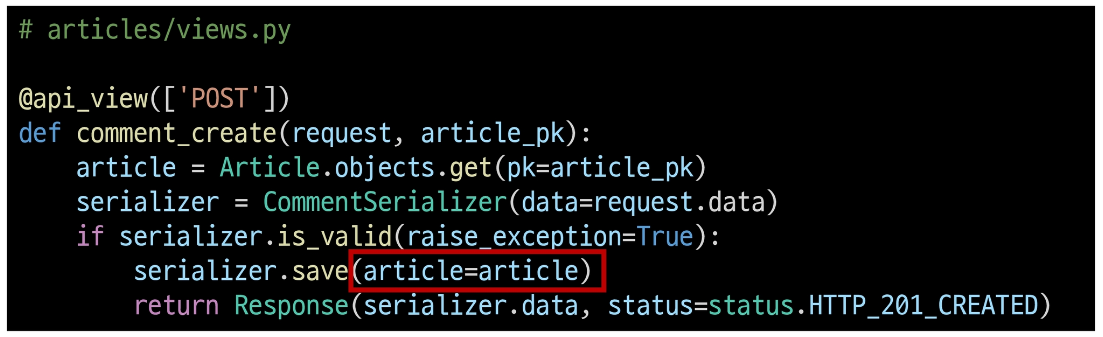 # articles/views.py
@api_view(['POST'])
def comment_create(request, article_pk):
    article = Article.objects.get(pk=article_pk)
    serializer = CommentSerializer(data=request.data)
    if serializer.is_valid(raise_exception=True):
        serializer.save(article=article)
        return Response(serializer.data, status=status.HTTP_201_CREATED)